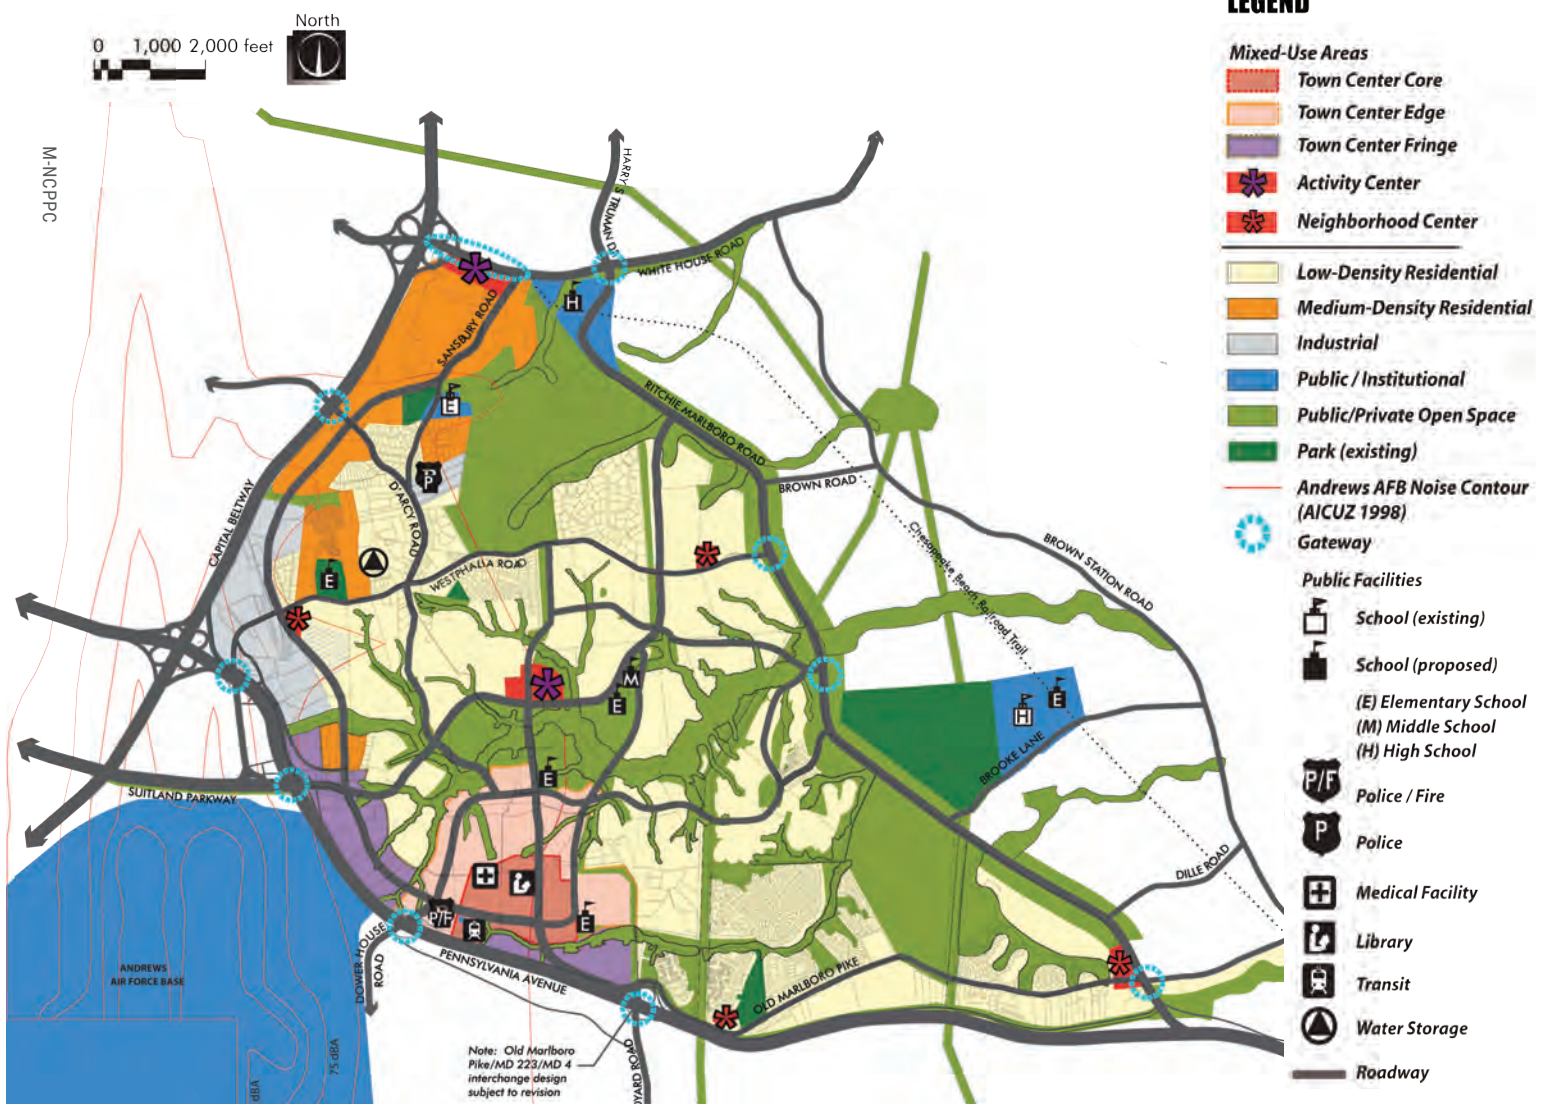 North
0 1,000 2,000 feet
M-NCPPC
HARRY S TRUMAN DR
WHITE HOUSE ROAD
SANSBURY ROAD
H
E
RITCHIE MARLBORO ROAD
BROWN ROAD
P
D'ARCY ROAD
CAPITAL BELTWAY
Chesapeake Beach Railroad Trail
BROWN STATION ROAD
WESTPHALIA ROAD
E
M
E
H
E
BROOKE LANE
E
SUITLAND PARKWAY
DILLE ROAD
P/F
E
PENNSYLVANIA AVENUE
DOWER HOUSE
ROAD
OLD MARLBORO PIKE
ANDREWS
AIR FORCE BASE
75 dBA
dBA
Note: Old Marlboro
Pike/MD 223/MD 4
interchange design
subject to revision
YARD ROAD
LEGEND
Mixed-Use Areas
Town Center Core
Town Center Edge
Town Center Fringe
Activity Center
Neighborhood Center
Low-Density Residential
Medium-Density Residential
Industrial
Public / Institutional
Public/Private Open Space
Park (existing)
Andrews AFB Noise Contour
(AICUZ 1998)
Gateway
Public Facilities
School (existing)
School (proposed)
(E) Elementary School
(M) Middle School
(H) High School
P/F Police / Fire
P Police
Medical Facility
Library
Transit
Water Storage
Roadway